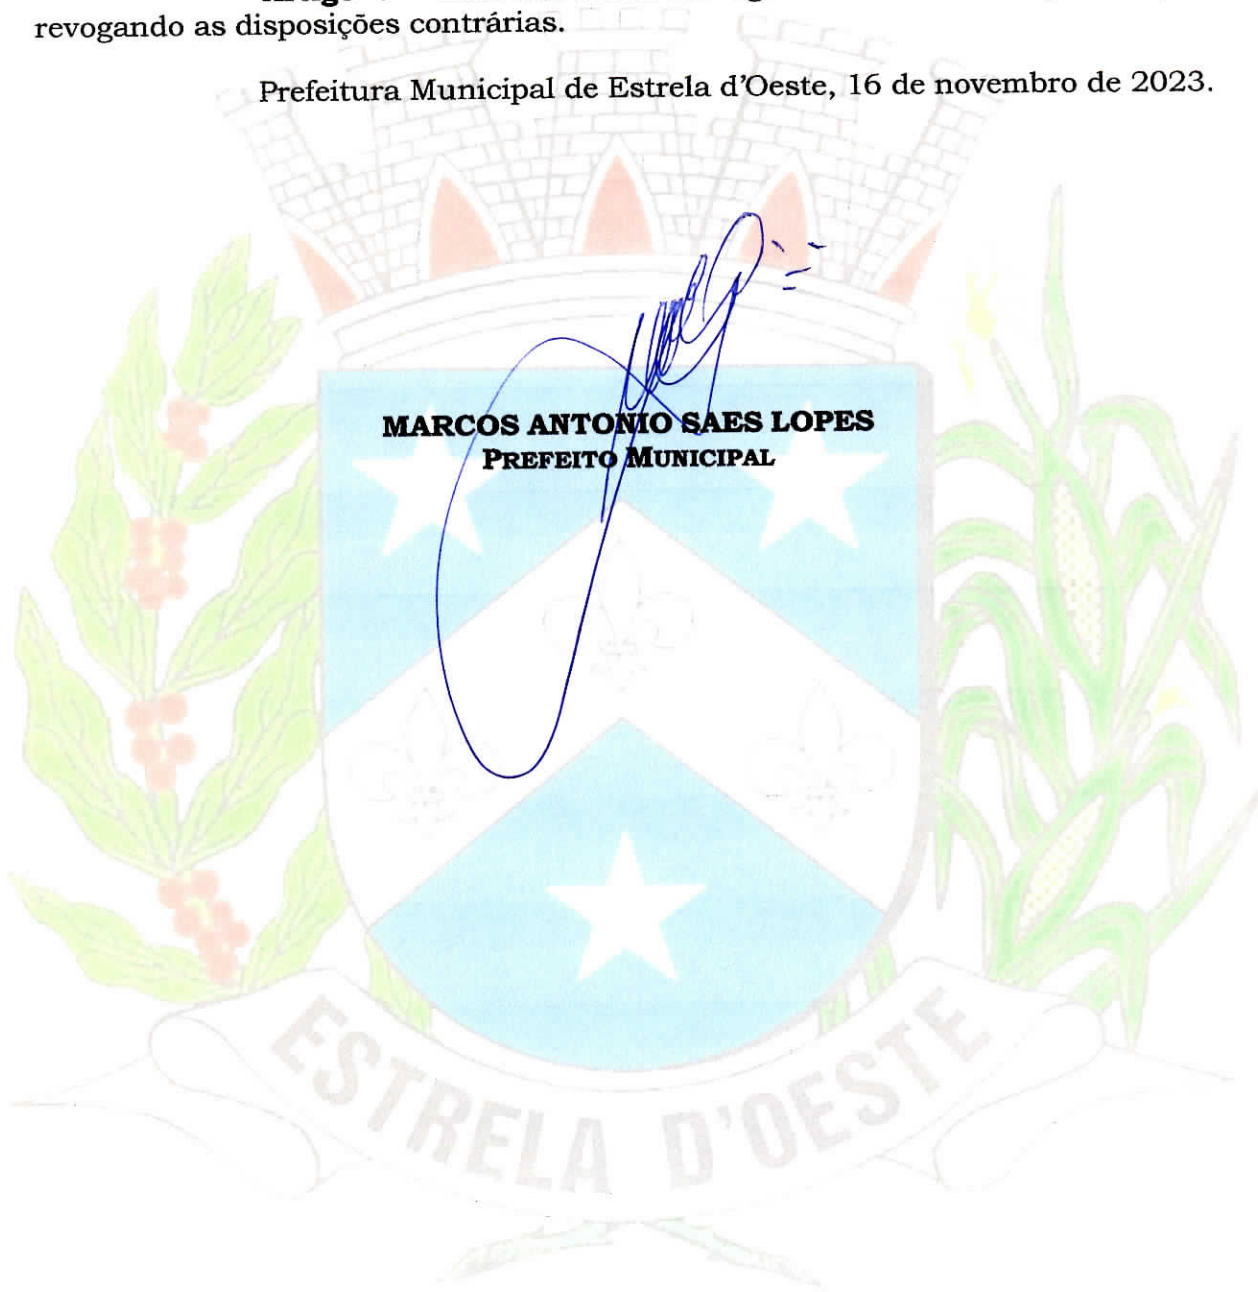 revogando as disposições contrárias.
Prefeitura Municipal de Estrela d'Oeste, 16 de novembro de 2023.
MARCOS ANTONIO SAES LOPES
PREFEITO MUNICIPAL
ESTRELA D'OESTE